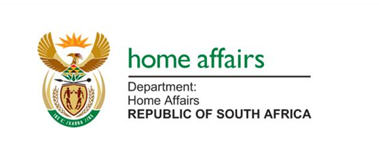 home affairs
Department:
Home Affairs
REPUBLIC OF SOUTH AFRICA